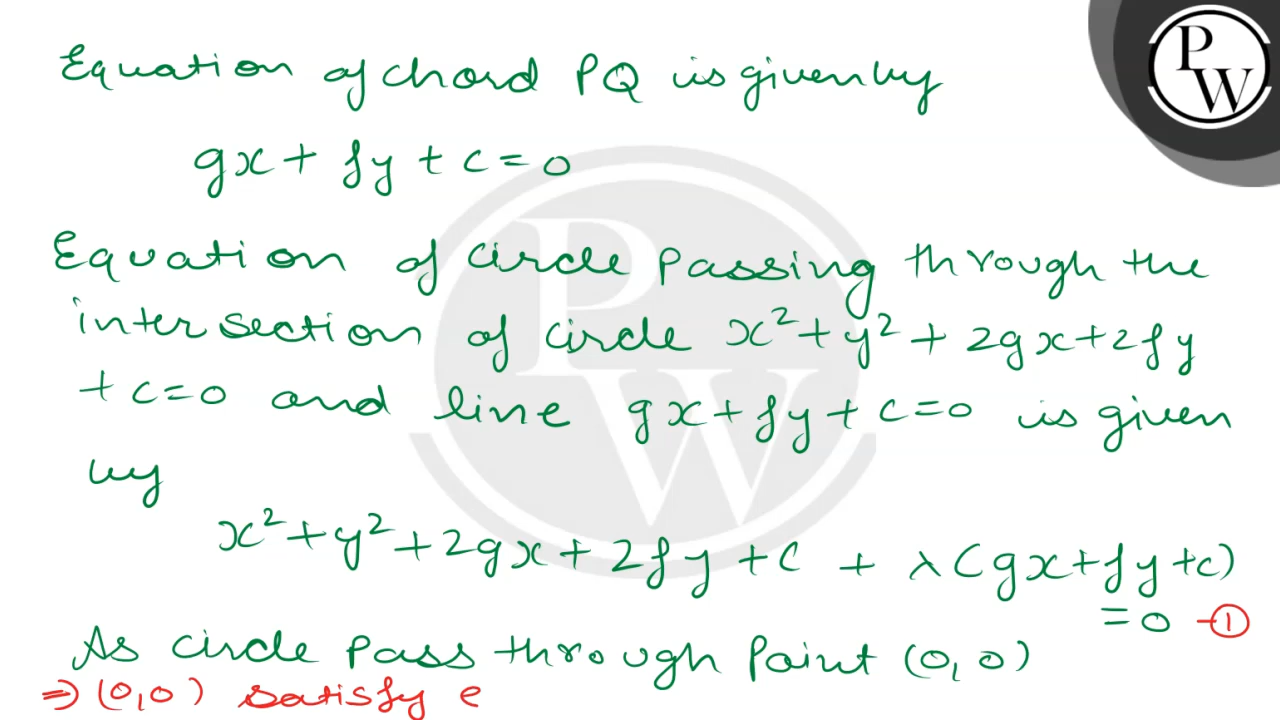 PW
Equation of chord PQ is given by
gx + fy + c = 0
Equation of circle passing through the
intersection of circle x² + y² + 2gx + 2fy
+ c = 0 and line gx + fy + c = 0 is given
by
x² + y² + 2gx + 2fy + c + λ(gx + fy + c)
= 0 -①
As circle pass through point (0, 0)
⇒ (0,0) satisfy e